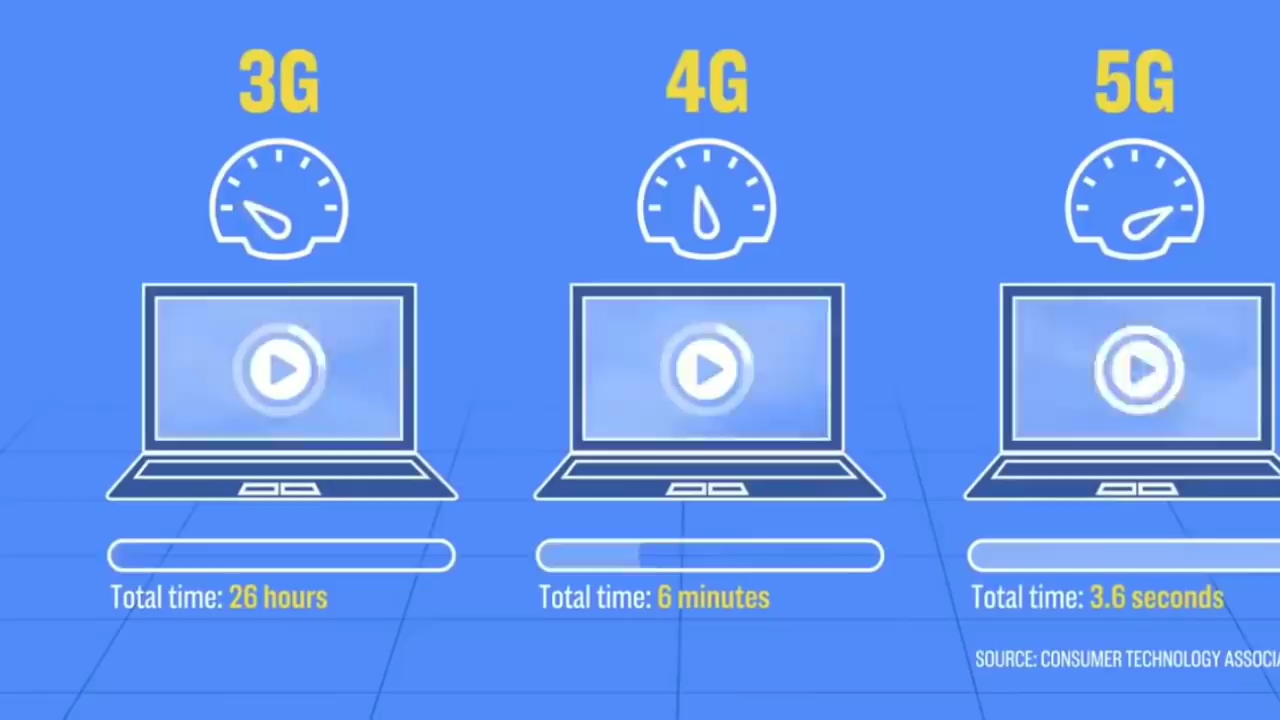 3G
4G
5G
Total time: 26 hours
Total time: 6 minutes
Total time: 3.6 seconds
SOURCE: CONSUMER TECHNOLOGY